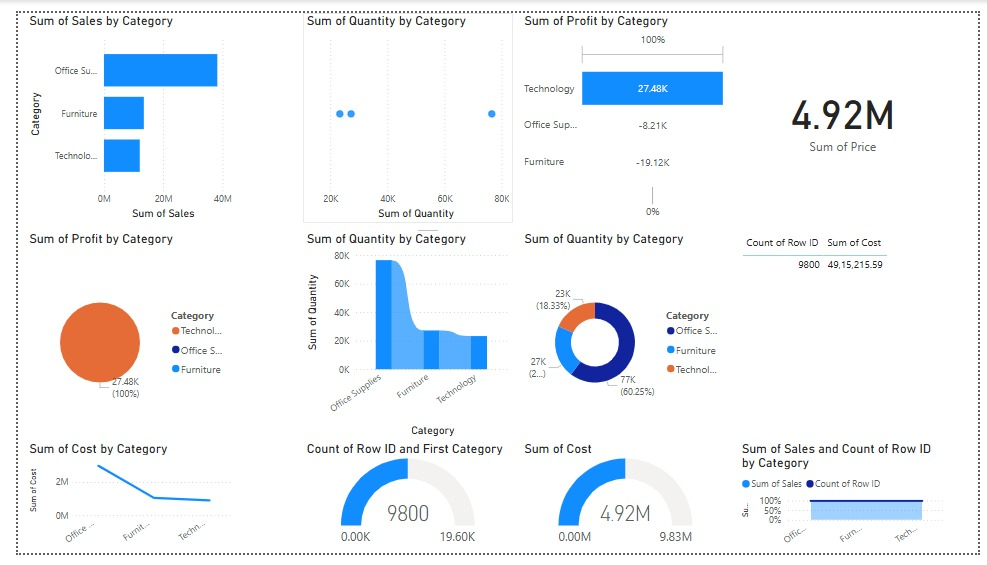 Sum of Sales by Category
Category
Office Su...
Furniture
Technolo...
0M 20M 40M
Sum of Sales
Sum of Quantity by Category
20K 40K 60K 80K
Sum of Quantity
Sum of Profit by Category
100%
Technology 27.48K
Office Sup... -8.21K
Furniture -19.12K
0%
4.92M
Sum of Price
Sum of Profit by Category
27.48K
(100%)
Category
Technol...
Office S...
Furniture
Sum of Quantity by Category
Sum of Quantity
80K
60K
40K
20K
0K
Office Supplies
Furniture
Technology
Category
Sum of Quantity by Category
23K
(18.33%)
27K
(2...)
77K
(60.25%)
Category
Office S...
Furniture
Technol...
Count of Row ID Sum of Cost
9800 49,15,215.59
Sum of Cost by Category
Sum of Cost
2M
0M
Office ...
Furnit...
Techn...
Count of Row ID and First Category
9800
0.00K 19.60K
Sum of Cost
4.92M
0.00M 9.83M
Sum of Sales and Count of Row ID
by Category
Sum of Sales Count of Row ID
Su...
100%
50%
0%
Offic...
Furn...
Tech...